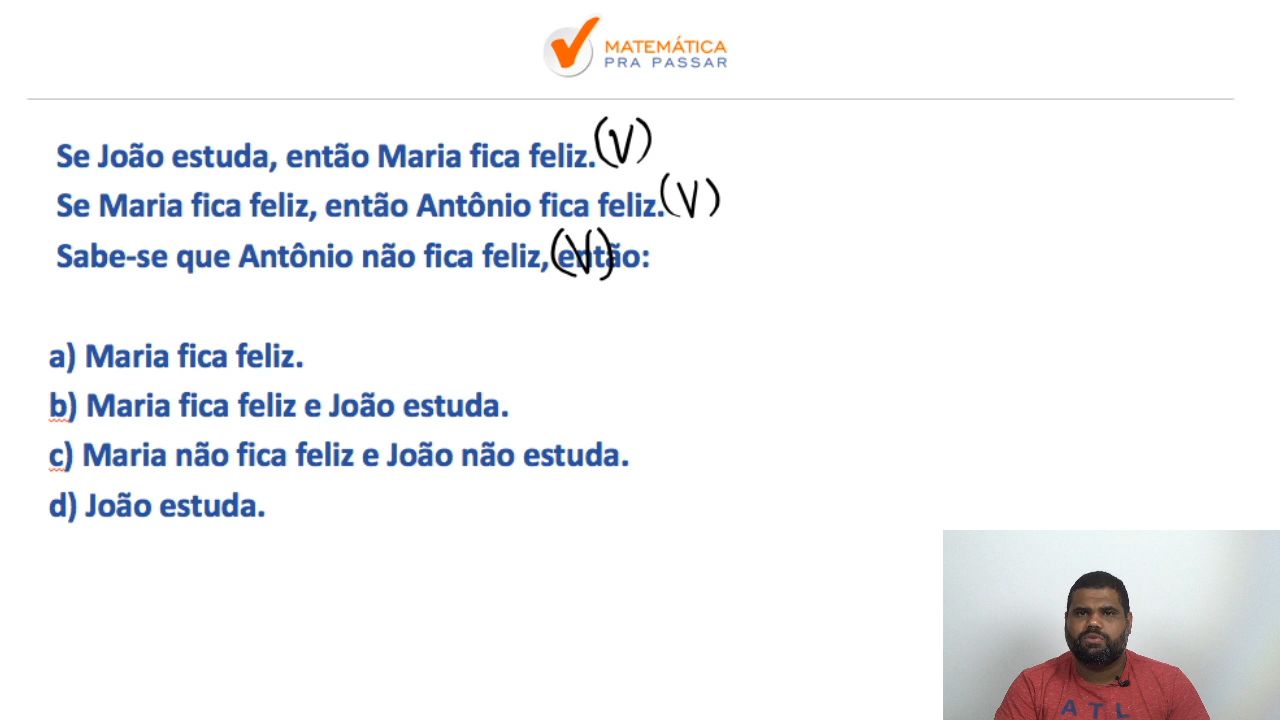 MATEMÁTICA
PRA PASSAR
Se João estuda, então Maria fica feliz. (V)
Se Maria fica feliz, então Antônio fica feliz. (V)
Sabe-se que Antônio não fica feliz, (V) então:
a) Maria fica feliz.
b) Maria fica feliz e João estuda.
c) Maria não fica feliz e João não estuda.
d) João estuda.
ATL